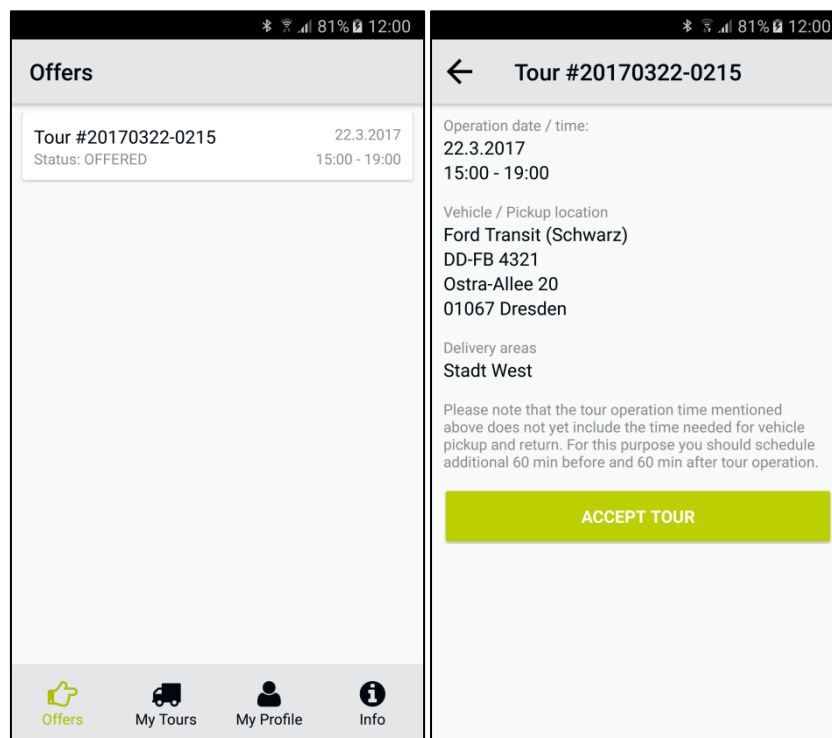 81% 12:00
Offers
Tour #20170322-0215
22.3.2017
Status: OFFERED
15:00 - 19:00
Offers
My Tours
My Profile
Info
81% 12:00
Tour #20170322-0215
Operation date / time:
22.3.2017
15:00 - 19:00
Vehicle / Pickup location
Ford Transit (Schwarz)
DD-FB 4321
Ostra-Allee 20
01067 Dresden
Delivery areas
Stadt West
Please note that the tour operation time mentioned
above does not yet include the time needed for vehicle
pickup and return. For this purpose you should schedule
additional 60 min before and 60 min after tour operation.
ACCEPT TOUR